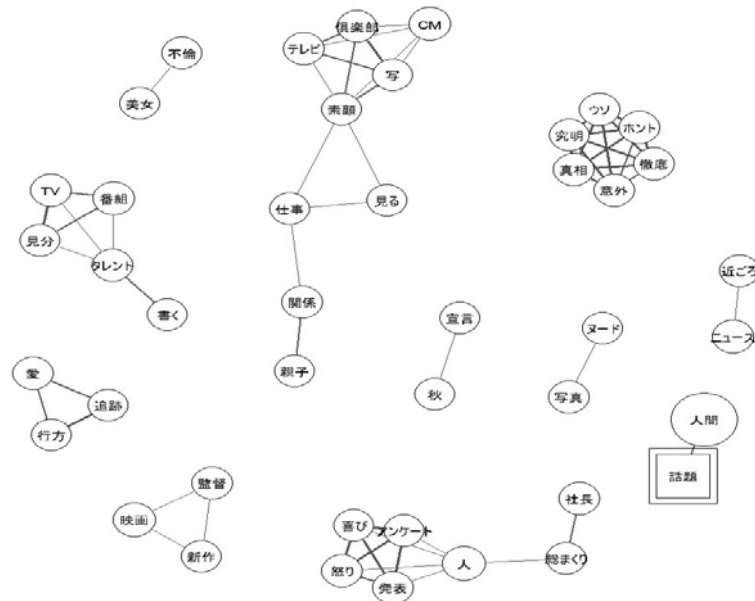 倶楽部
CM
テレビ
写
素顔
不倫
美女
ウソ
究明
ホント
真相
徹底
意外
TV
番組
見分
タレント
書く
仕事
見る
関係
親子
近ごろ
ニュース
宣言
秋
ヌード
写真
愛
追跡
行方
人間
話題
監督
映画
新作
喜び
アンケート
怒り
人
発表
社長
総まくり